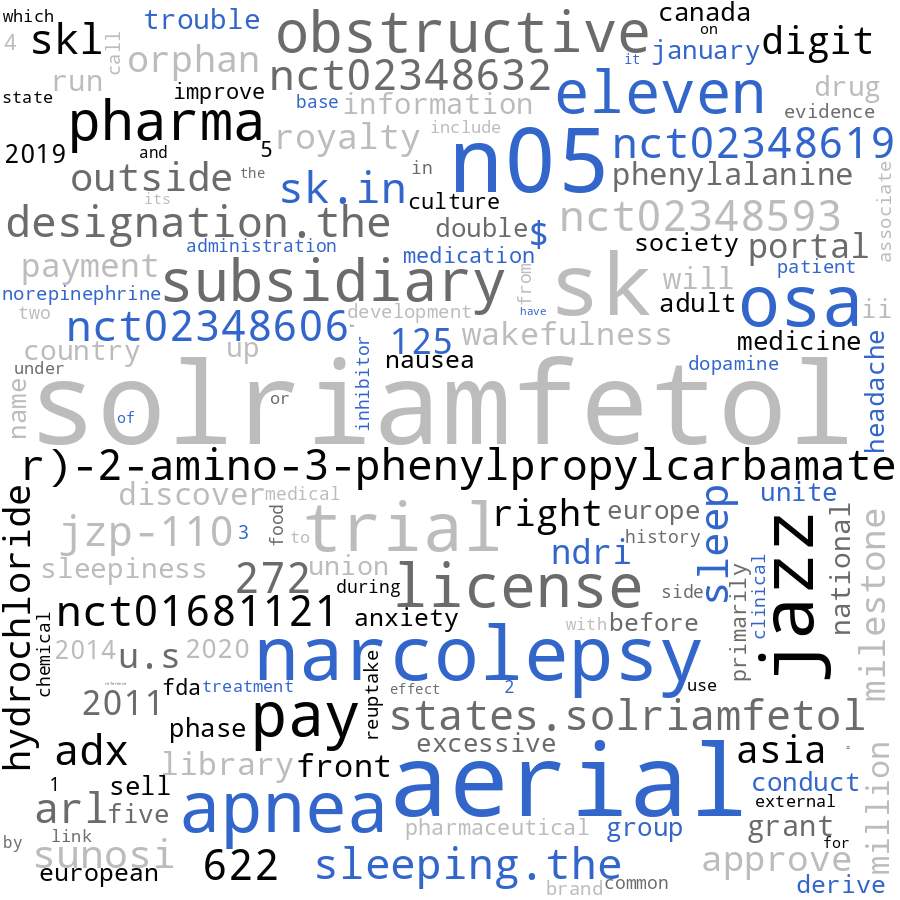 which
skl
4
call
trouble
orphan
obstructive
canada
on
it
january
digit
run
nct02348632
eleven
drug
state
improve
base
information
evidence
pharma
royalty
include
n05
nct02348619
2019
and
5
outside
the
sk.in
in
phenylalanine
its
culture
associate
designation.the
double
$
nct02348593
administration
medication
society
portal
payment
subsidiary
from
sk
will
patient
norepinephrine
have
adult
osa
ii
two
nct02348606
development
125
wakefulness
medicine
country
up
inhibitor
nausea
dopamine
headache
under
name
solriamfetol
or
of
r)-2-amino-3-phenylpropylcarbamate
hydrochloride
discover
medical
right
europe
sleep
unite
jzp-110
3
food
to
trial
history
ndri
jazz
national
milestone
sleepiness
272
union
during
license
side
primarily
clinical
chemical
nct01681121
anxiety
with
before
2014
u.s
2020
narcolepsy
reuptake
fda
treatment
effect
2
use
2011
phase
pay
states.solriamfetol
adx
excessive
asia
library
front
aerial
million
1
sell
conduct
arl
five
apnea
external
pharmaceutical
group
grant
by
link
for
sunosi
622
sleeping.the
approve
european
brand
common
derive